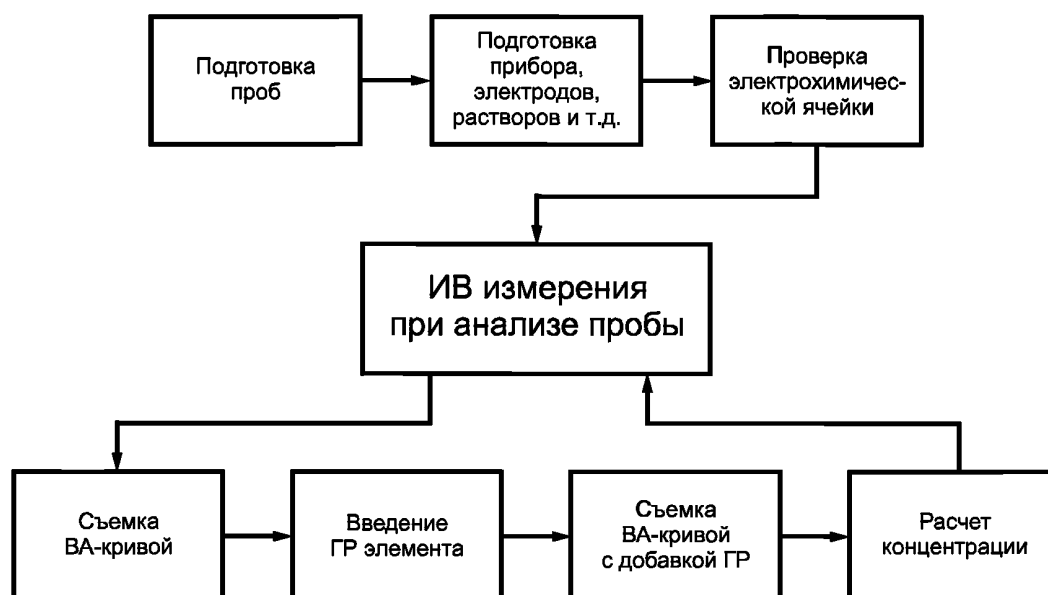 Подготовка
проб
Подготовка
прибора,
электродов,
растворов и т.д.
Проверка
электрохимичес-
кой ячейки
ИВ измерения
при анализе пробы
Съемка
ВА-кривой
Введение
ГР элемента
Съемка
ВА-кривой
с добавкой ГР
Расчет
концентрации